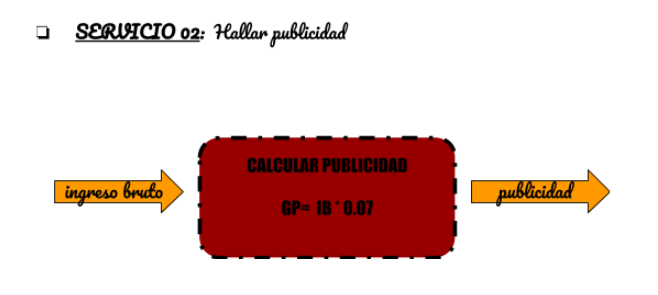 ❏ SERVICIO 02: Hallar publicidad
CALCULAR PUBLICIDAD
ingreso bruto
GP= IB * 0.07
publicidad